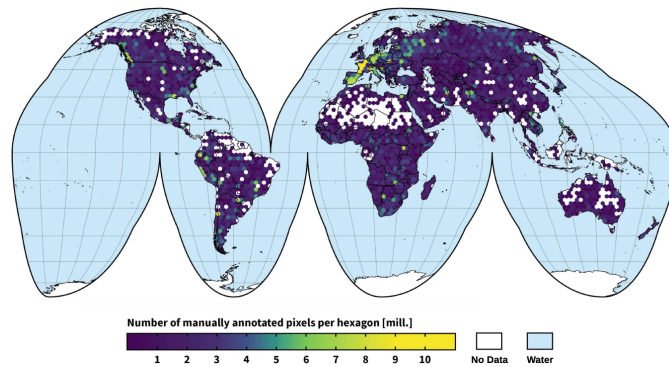 Number of manually annotated pixels per hexagon [mill.]
1 2 3 4 5 6 7 8 9 10
No Data Water